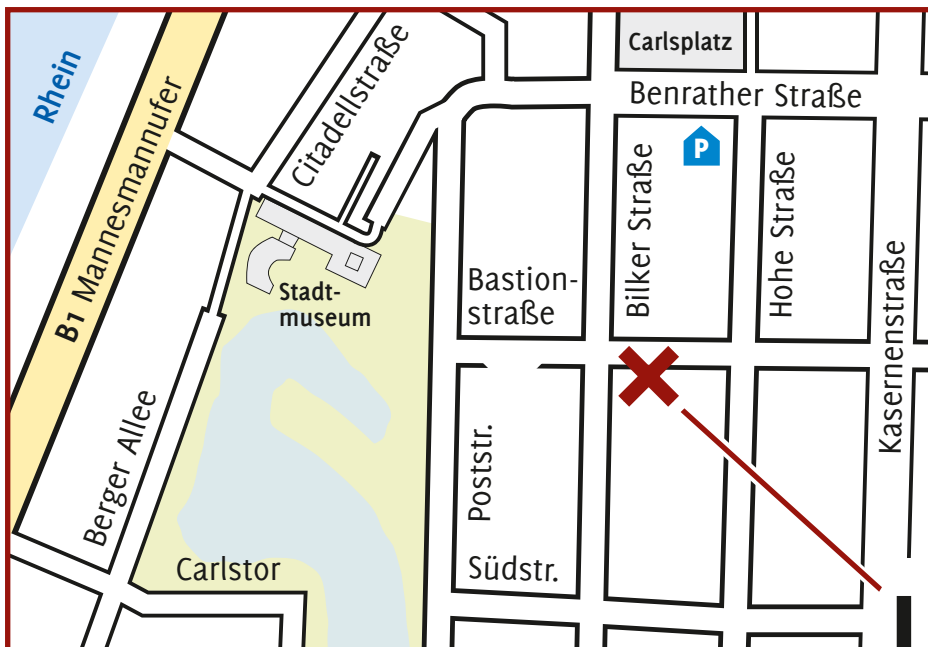 Carlsplatz
Benrather Straße
Rhein
Citadellstraße
P
B1 Mannesmannufer
Bilker Straße
Hohe Straße
Bastion-
straße
Stadt-
museum
Kasernenstraße
Berger Allee
Poststr.
Carlstor
Südstr.